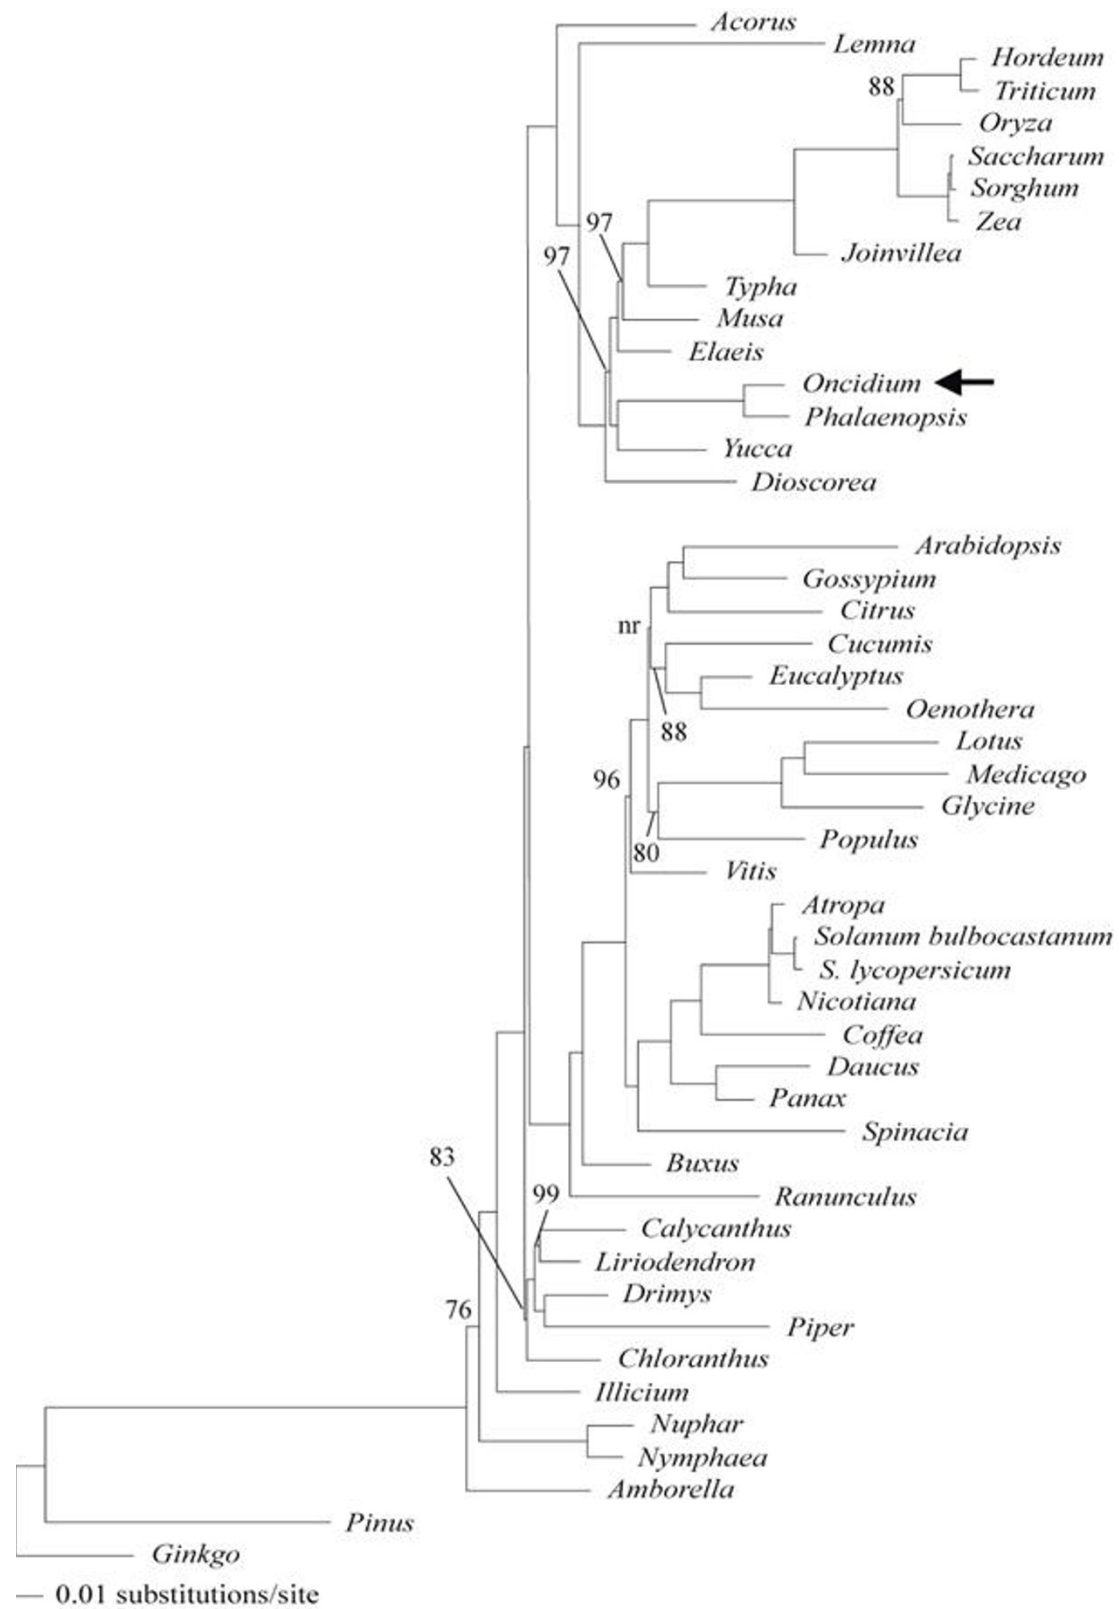 Acorus
Lemna
Hordeum
88
Triticum
Oryza
Saccharum
Sorghum
Zea
97
97
Joinvillea
Typha
Musa
Elaeis
Oncidium
Phalaenopsis
Yucca
Dioscorea
Arabidopsis
Gossypium
Citrus
nr
Cucumis
Eucalyptus
Oenothera
88
Lotus
Medicago
96
Glycine
Populus
80
Vitis
Atropa
Solanum bulbocastanum
S. lycopersicum
Nicotiana
Coffea
Daucus
Panax
Spinacia
83
Buxus
99
Ranunculus
Calycanthus
Liriodendron
Drimys
76
Piper
Chloranthus
Illicium
Nuphar
Nymphaea
Amborella
Pinus
Ginkgo
0.01 substitutions/site